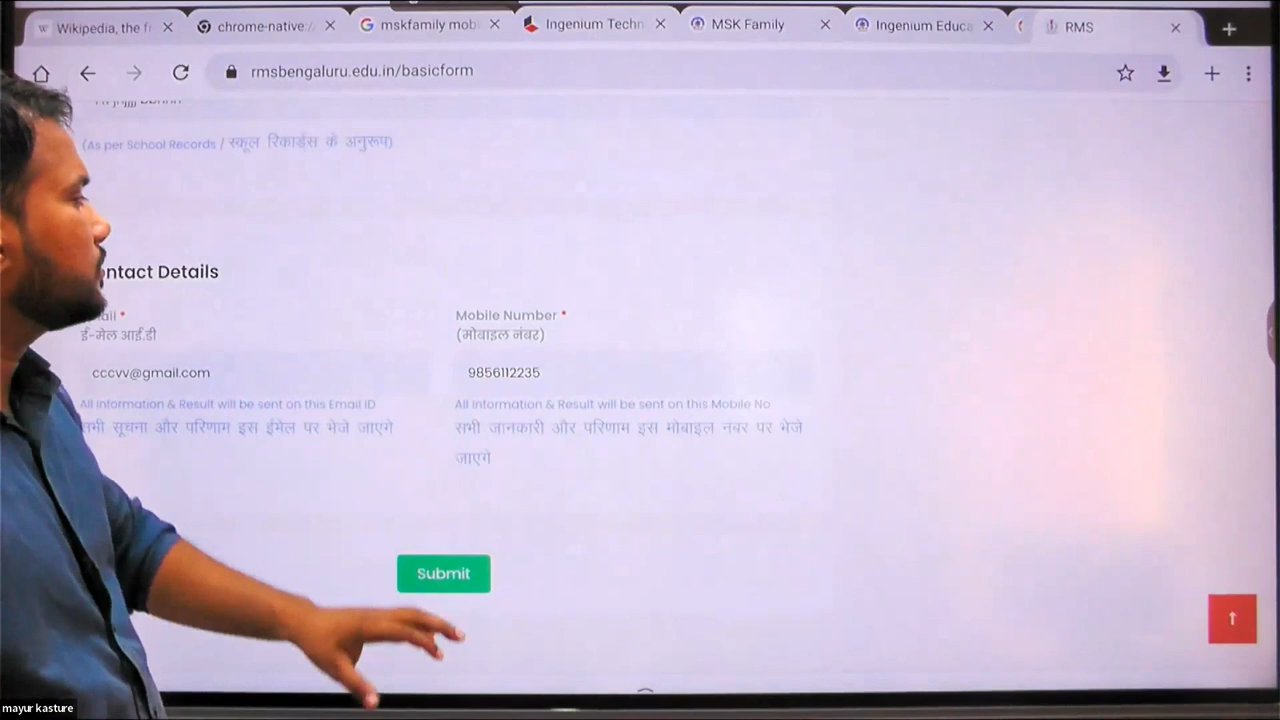 Wikipedia, the fr
chrome-native:/
mskfamily mob
Ingenium Techn
MSK Family
Ingenium Educa
RMS
rmsbengaluru.edu.in/basicform
(As per School Records / स्कूल रिकार्ड्स के अनुरूप)
ntact Details
ail *
Mobile Number *
ई-मेल आई.डी
(मोबाइल नंबर)
cccvv@gmail.com
9856112235
All Information & Result will be sent on this Email ID
All Information & Result will be sent on this Mobile No
सभी सूचना और परिणाम इस ईमेल पर भेजे जाएगे
सभी जानकारी और परिणाम इस मोबाइल नंबर पर भेजे
जाएगे
Submit
mayur kasture